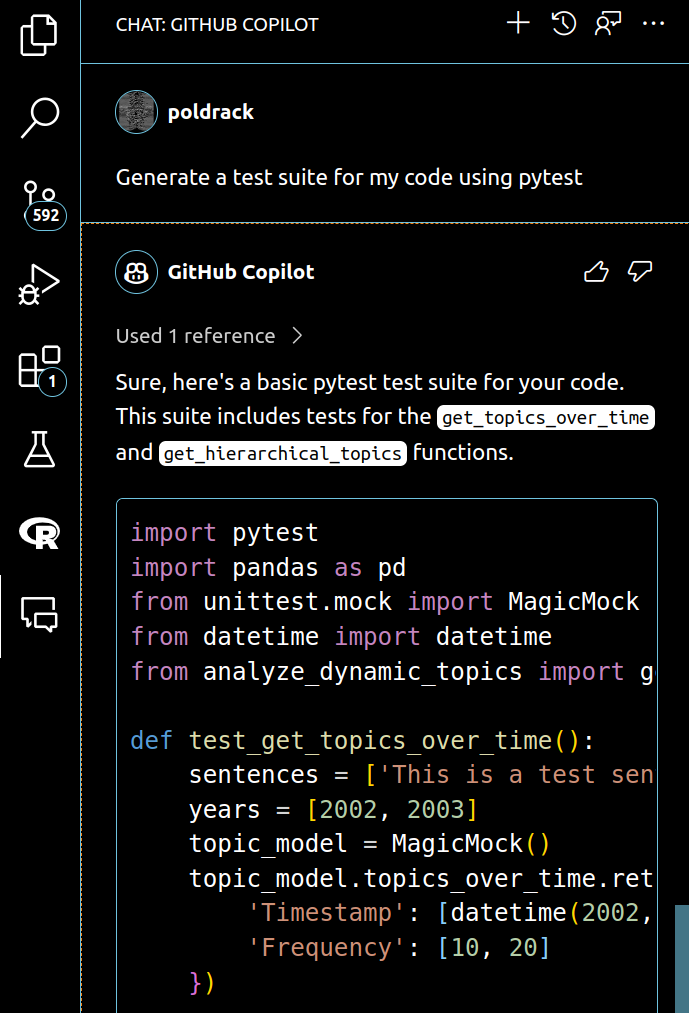 CHAT: GITHUB COPILOT
poldrack
Generate a test suite for my code using pytest
592
GitHub Copilot
Used 1 reference
1
Sure, here's a basic pytest test suite for your code.
This suite includes tests for the get_topics_over_time
and get_hierarchical_topics functions.
R
import pytest
import pandas as pd
from unittest.mock import MagicMock
from datetime import datetime
from analyze_dynamic_topics import g
def test_get_topics_over_time():
    sentences = ['This is a test sen
    years = [2002, 2003]
    topic_model = MagicMock()
    topic_model.topics_over_time.ret
        'Timestamp': [datetime(2002,
        'Frequency': [10, 20]
    })